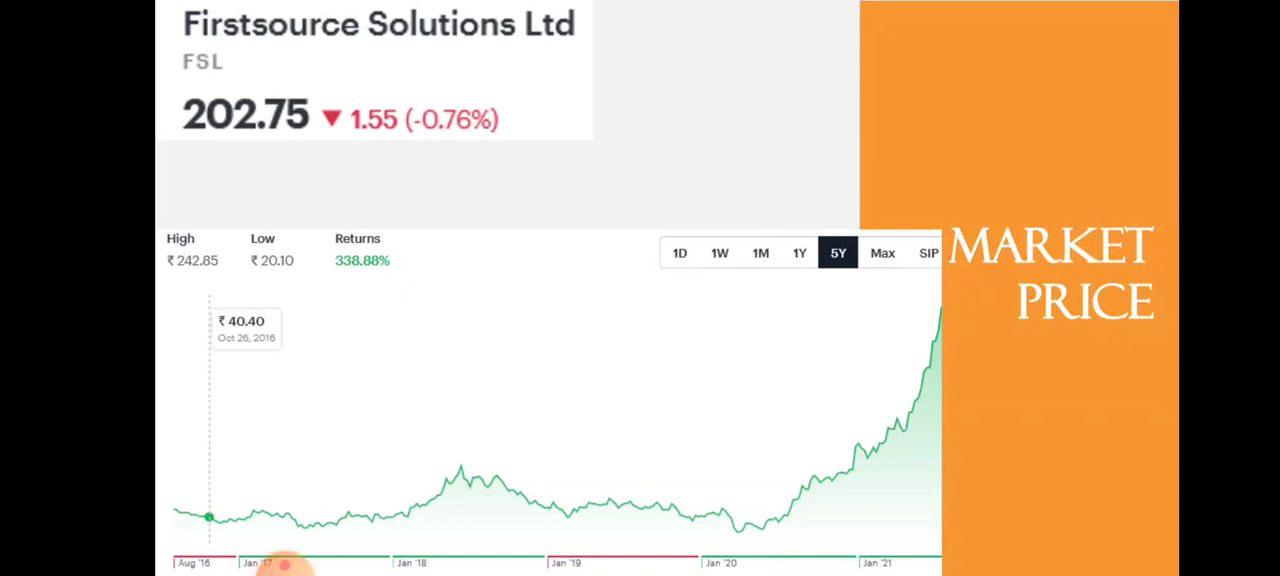 Firstsource Solutions Ltd
FSL
202.75 ▼ 1.55 (-0.76%)
High Low Returns
₹ 242.85 ₹ 20.10 338.88%
1D 1W 1M 1Y 5Y Max SIP
MARKET
PRICE
₹ 40.40
Oct 26, 2016
Aug '16 Jan '17 Jan '18 Jan '19 Jan '20 Jan '21